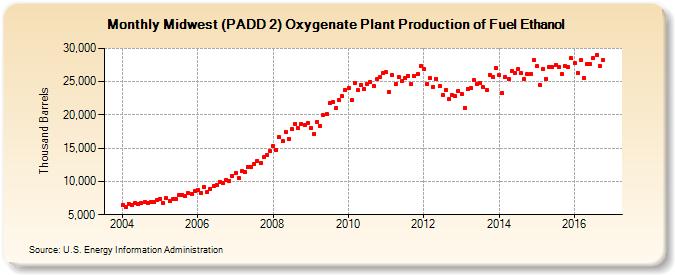 Monthly Midwest (PADD 2) Oxygenate Plant Production of Fuel Ethanol
Thousand Barrels
30,000
25,000
20,000
15,000
10,000
5,000
2004 2006 2008 2010 2012 2014 2016
Source: U.S. Energy Information Administration